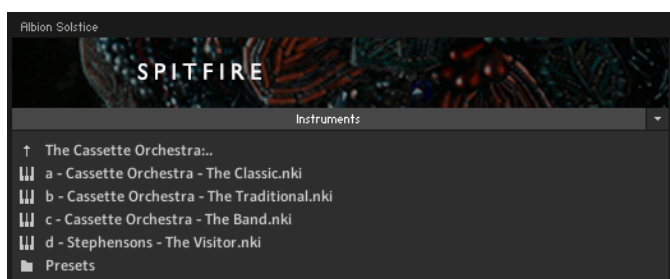 Albion Solstice
SPITFIRE
Instruments
The Cassette Orchestra:..
a - Cassette Orchestra - The Classic.nki
b - Cassette Orchestra - The Traditional.nki
c - Cassette Orchestra - The Band.nki
d - Stephensons - The Visitor.nki
Presets